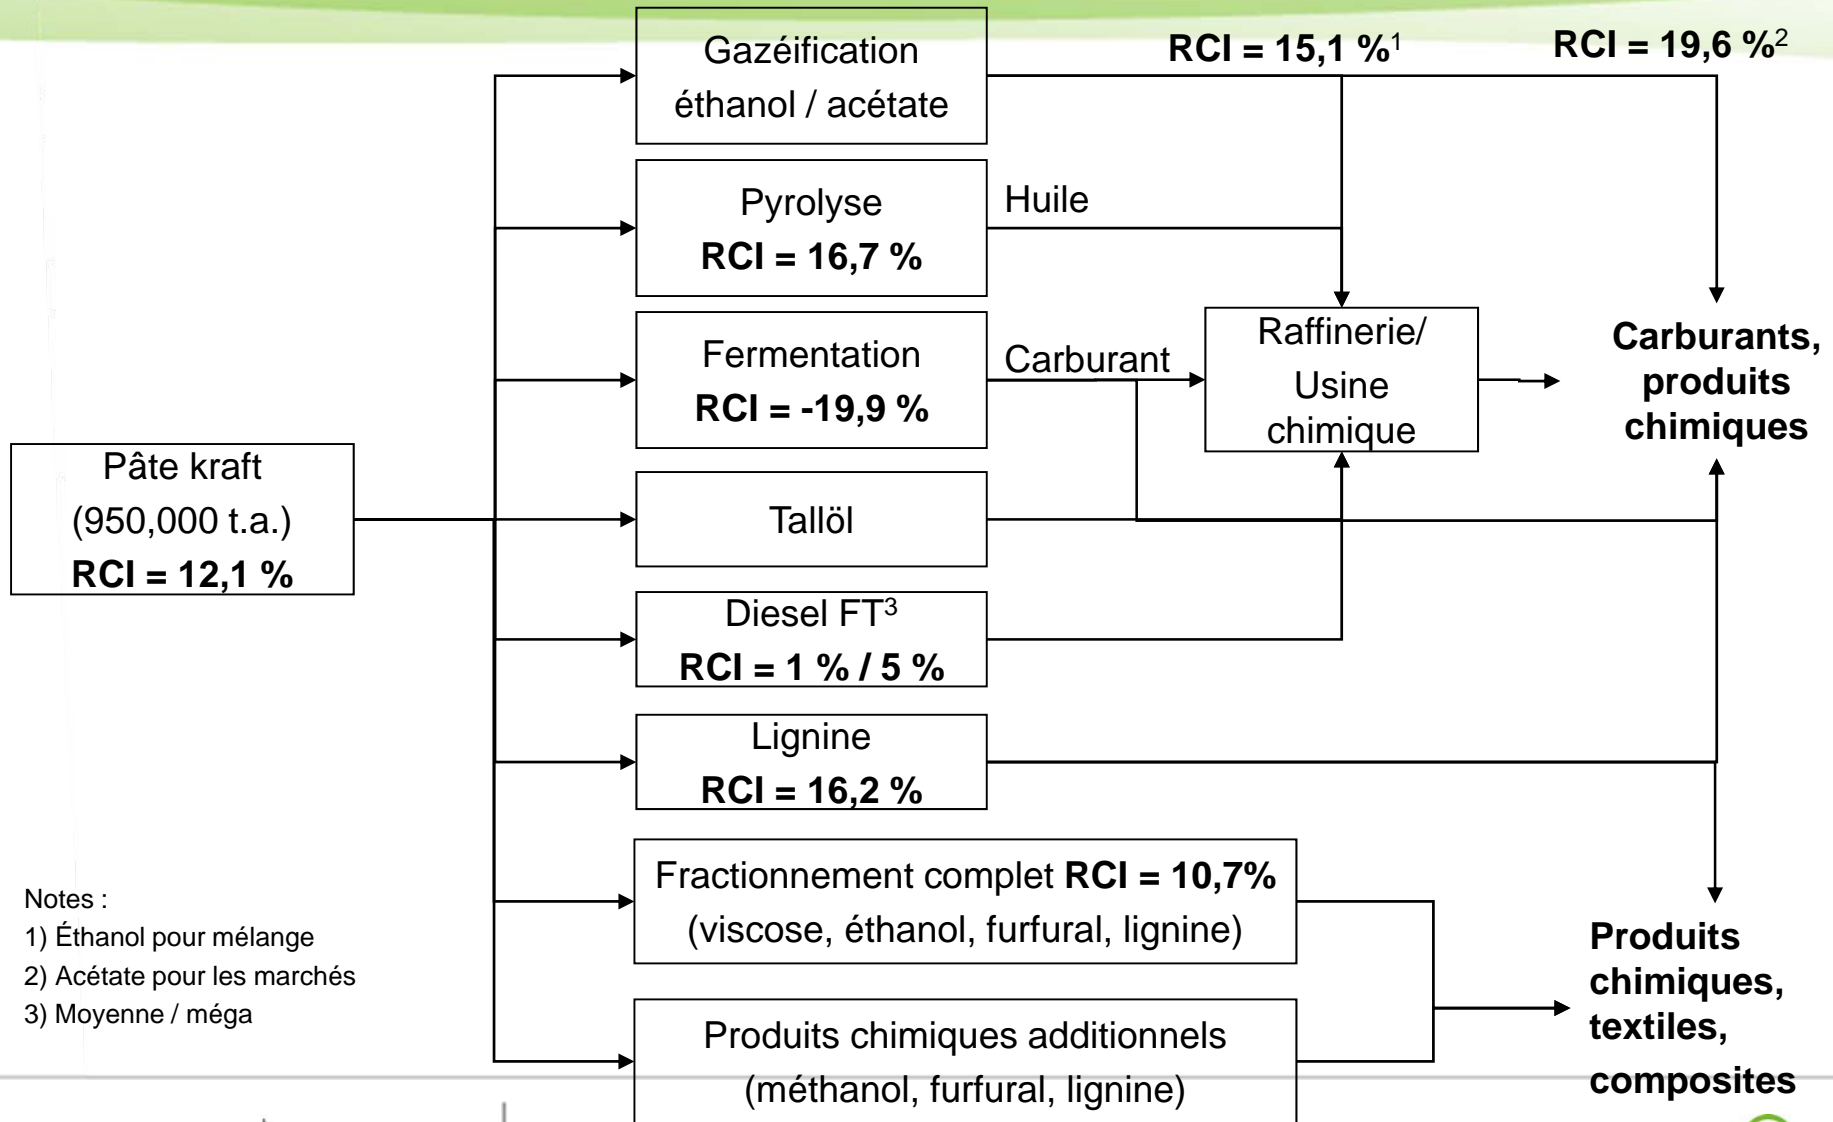 Gazéification
éthanol / acétate
RCI = 15,1 %¹
RCI = 19,6 %²
Pyrolyse
RCI = 16,7 %
Huile
Fermentation
RCI = -19,9 %
Carburant
Raffinerie/
Usine
chimique
Carburants,
produits
chimiques
Pâte kraft
(950,000 t.a.)
RCI = 12,1 %
Tallöl
Diesel FT³
RCI = 1 % / 5 %
Lignine
RCI = 16,2 %
Fractionnement complet RCI = 10,7%
(viscose, éthanol, furfural, lignine)
Produits chimiques additionnels
(méthanol, furfural, lignine)
Produits
chimiques,
textiles,
composites
Notes :
1) Éthanol pour mélange
2) Acétate pour les marchés
3) Moyenne / méga